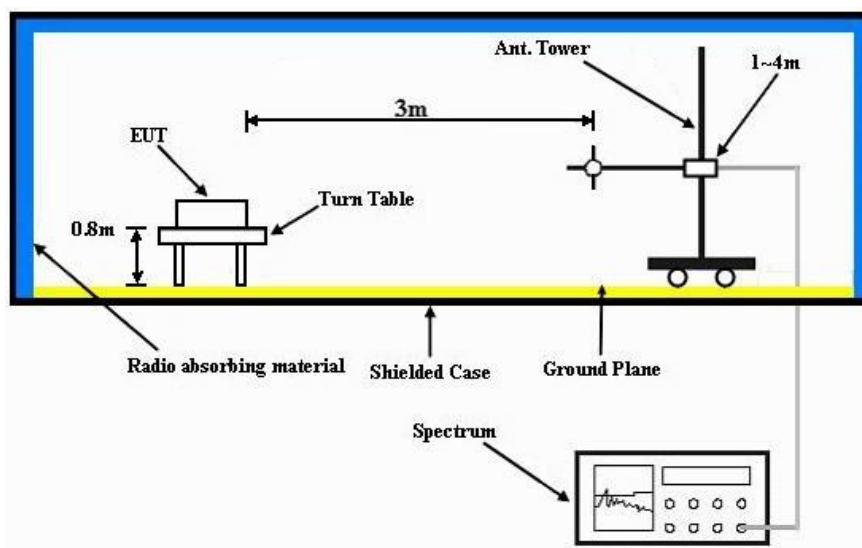 Ant. Tower
1~4m
3m
EUT
Turn Table
0.8m
Radio absorbing material
Shielded Case
Ground Plane
Spectrum